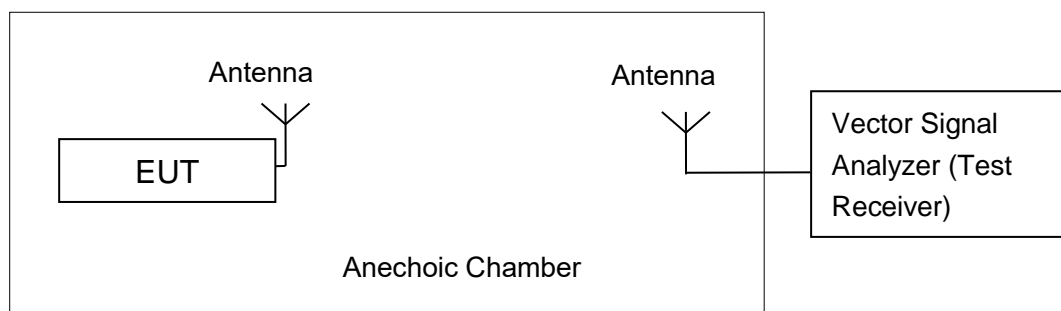 Antenna
Antenna
EUT
Vector Signal
Analyzer (Test
Receiver)
Anechoic Chamber